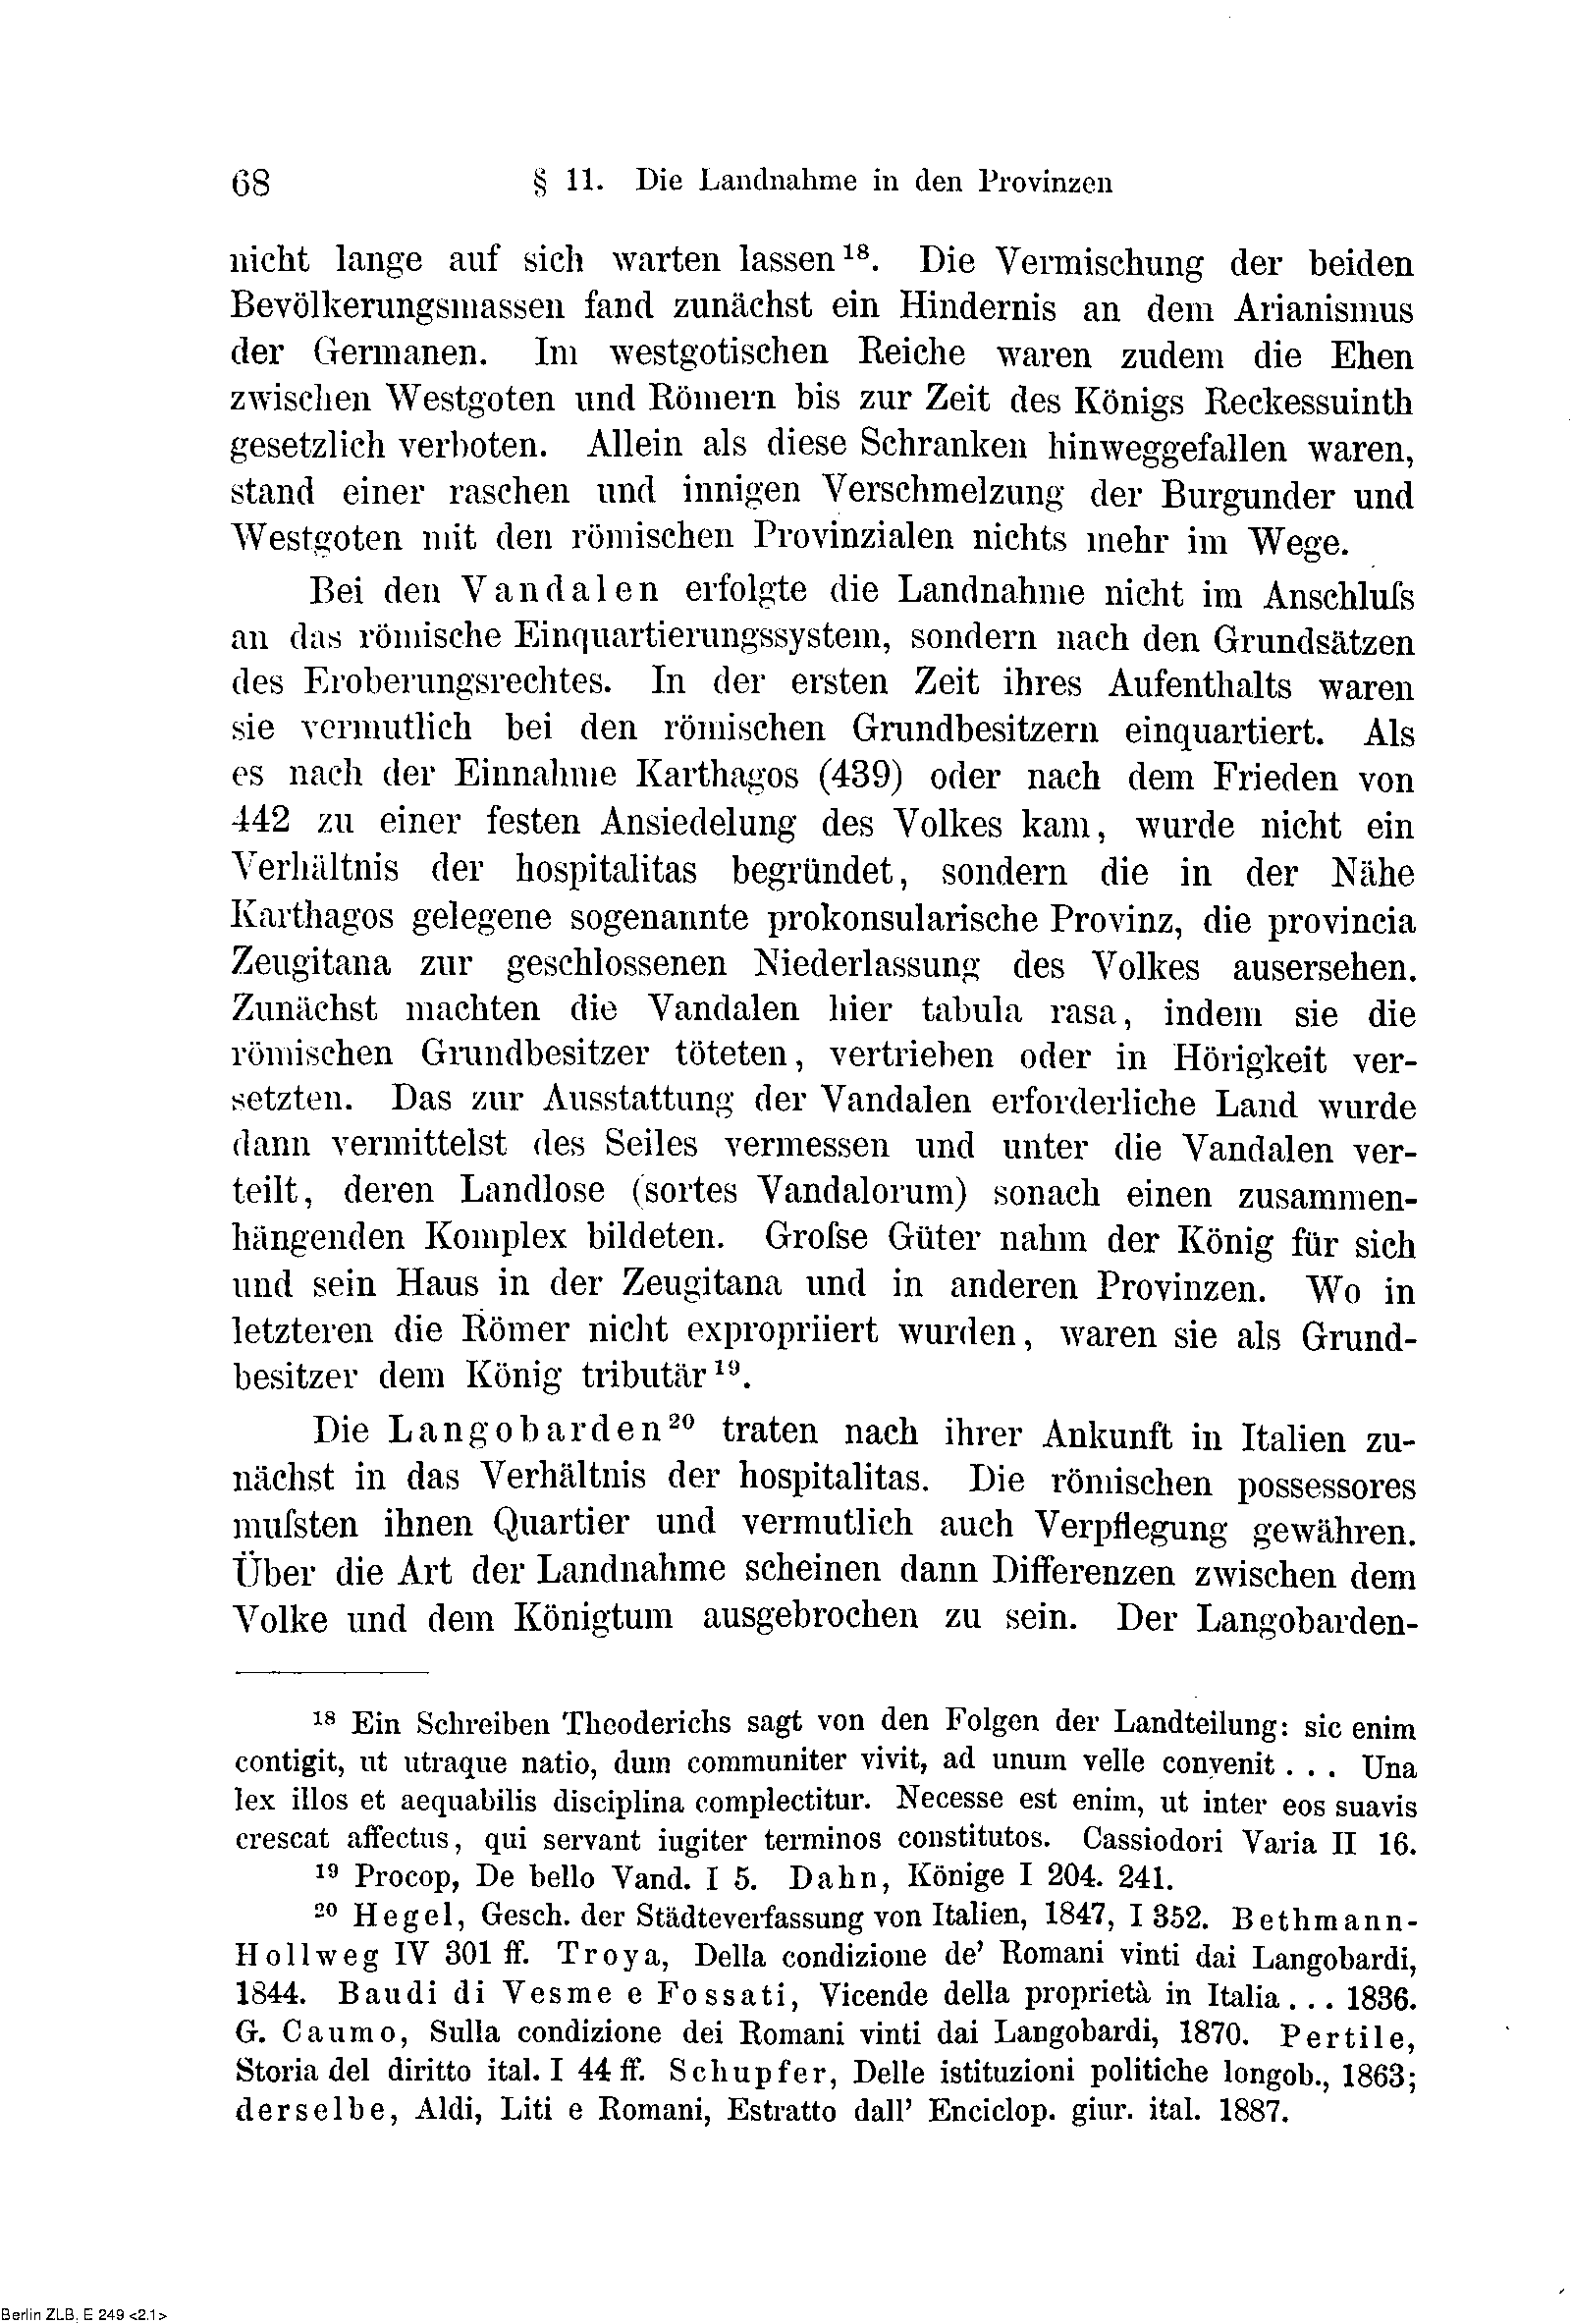 68 § 11. Die Landnahme in den Provinzen
nicht lange auf sich warten lassen¹⁸. Die Vermischung der beiden
Bevölkerungsmassen fand zunächst ein Hindernis an dem Arianismus
der Germanen. Im westgotischen Reiche waren zudem die Ehen
zwischen Westgoten und Römern bis zur Zeit des Königs Reckessuinth
gesetzlich verboten. Allein als diese Schranken hinweggefallen waren,
stand einer raschen und innigen Verschmelzung der Burgunder und
Westgoten mit den römischen Provinzialen nichts mehr im Wege.
Bei den Vandalen erfolgte die Landnahme nicht im Anschluſs
an das römische Einquartierungssystem, sondern nach den Grundsätzen
des Eroberungsrechtes. In der ersten Zeit ihres Aufenthalts waren
sie vermutlich bei den römischen Grundbesitzern einquartiert. Als
es nach der Einnahme Karthagos (439) oder nach dem Frieden von
442 zu einer festen Ansiedelung des Volkes kam, wurde nicht ein
Verhältnis der hospitalitas begründet, sondern die in der Nähe
Karthagos gelegene sogenannte prokonsularische Provinz, die provincia
Zeugitana zur geschlossenen Niederlassung des Volkes ausersehen.
Zunächst machten die Vandalen hier tabula rasa, indem sie die
römischen Grundbesitzer töteten, vertrieben oder in Hörigkeit ver-
setzten. Das zur Ausstattung der Vandalen erforderliche Land wurde
dann vermittelst des Seiles vermessen und unter die Vandalen ver-
teilt, deren Landlose (sortes Vandalorum) sonach einen zusammen-
hängenden Komplex bildeten. Groſse Güter nahm der König für sich
und sein Haus in der Zeugitana und in anderen Provinzen. Wo in
letzteren die Römer nicht expropriiert wurden, waren sie als Grund-
besitzer dem König tributär¹⁹.
Die Langobarden²⁰ traten nach ihrer Ankunft in Italien zu-
nächst in das Verhältnis der hospitalitas. Die römischen possessores
muſsten ihnen Quartier und vermutlich auch Verpflegung gewähren.
Über die Art der Landnahme scheinen dann Differenzen zwischen dem
Volke und dem Königtum ausgebrochen zu sein. Der Langobarden-
¹⁸ Ein Schreiben Theoderichs sagt von den Folgen der Landteilung: sic enim
contigit, ut utraque natio, dum communiter vivit, ad unum velle convenit . . . Una
lex illos et aequabilis disciplina complectitur. Necesse est enim, ut inter eos suavis
crescat affectus, qui servant iugiter terminos constitutos. Cassiodori Varia II 16.
¹⁹ Procop, De bello Vand. I 5. Dahn, Könige I 204. 241.
²⁰ Hegel, Gesch. der Städteverfassung von Italien, 1847, I 352. Bethmann-
Hollweg IV 301 ff. Troya, Della condizione de' Romani vinti dai Langobardi,
1844. Baudi di Vesme e Fossati, Vicende della proprietà in Italia . . . 1836.
G. Caumo, Sulla condizione dei Romani vinti dai Langobardi, 1870. Pertile,
Storia del diritto ital. I 44 ff. Schupfer, Delle istituzioni politiche longob., 1863;
derselbe, Aldi, Liti e Romani, Estratto dall' Enciclop. giur. ital. 1887.
Berlin ZLB, E 249 <2.1>